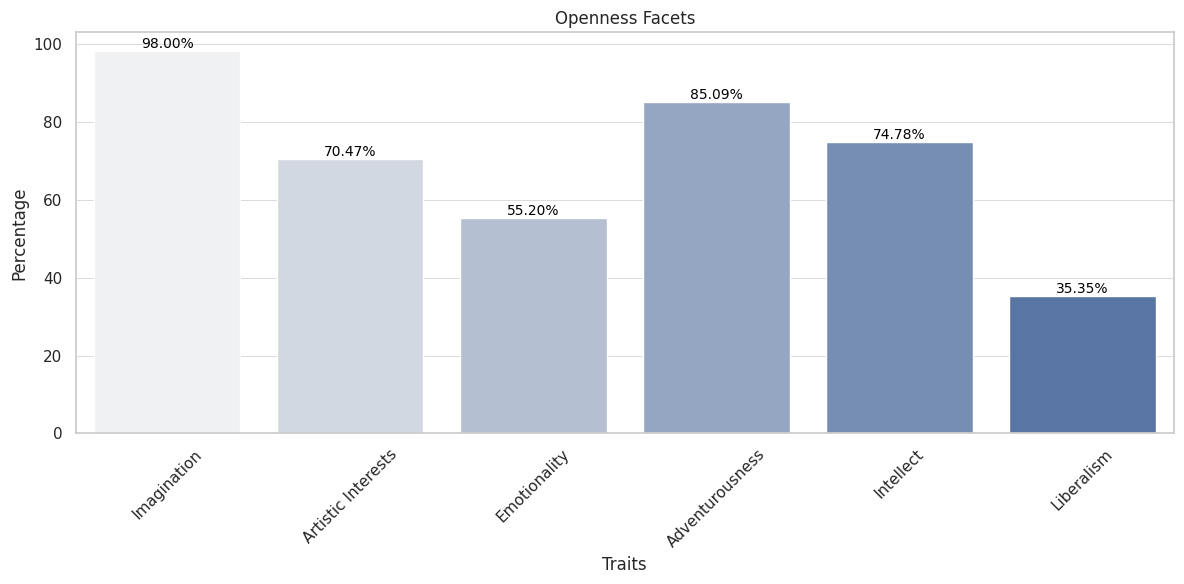 Openness Facets
Percentage
100
80
60
40
20
0
98.00%
70.47%
55.20%
85.09%
74.78%
35.35%
Imagination
Artistic Interests
Emotionality
Adventurousness
Intellect
Liberalism
Traits